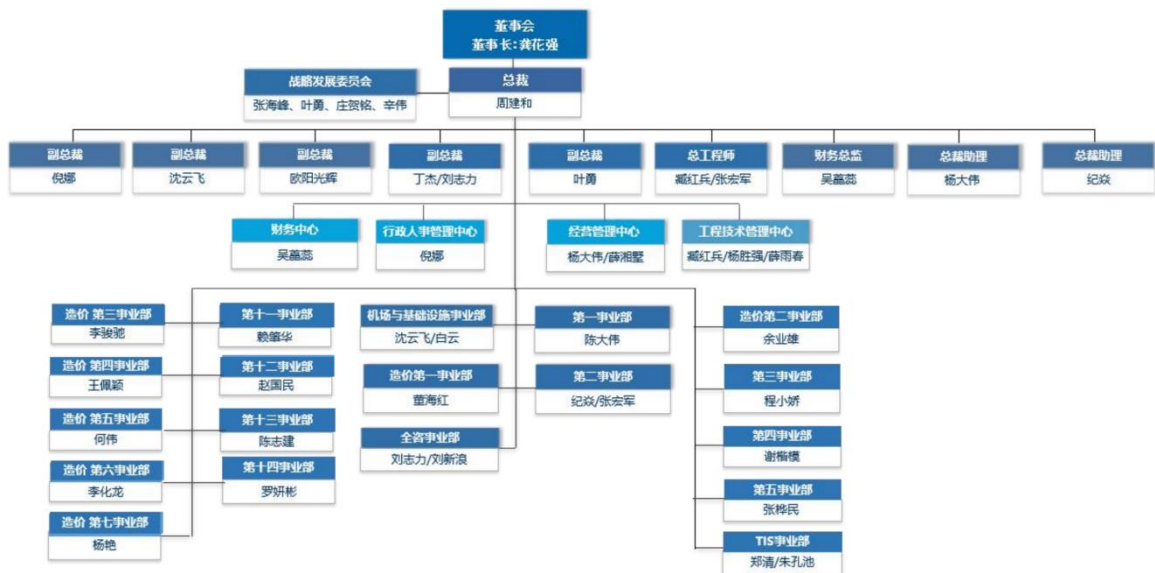 董事会
董事长:龚花强
战略发展委员会
张海峰、叶勇、庄贺铭、辛伟
总裁
周建和
副总裁
倪娜
副总裁
沈云飞
副总裁
欧阳光辉
副总裁
丁杰/刘志力
副总裁
叶勇
总工程师
臧红兵/张宏军
财务总监
吴蕌蕊
总裁助理
杨大伟
总裁助理
纪焱
财务中心
吴蕌蕊
行政人事管理中心
倪娜
经营管理中心
杨大伟/薛湘墅
工程技术管理中心
臧红兵/杨胜强/薛雨春
造价 第三事业部
李骏驰
第十一事业部
赖肇华
机场与基础设施事业部
沈云飞/白云
第一事业部
陈大伟
造价第二事业部
余业雄
造价 第四事业部
王佩颖
第十二事业部
赵国民
造价第一事业部
董海红
第二事业部
纪焱/张宏军
第三事业部
程小娇
造价 第五事业部
何伟
第十三事业部
陈志建
全咨事业部
刘志力/刘新浪
第四事业部
谢楷模
造价 第六事业部
李化龙
第十四事业部
罗妍彬
第五事业部
张桦民
造价 第七事业部
杨艳
TIS事业部
郑清/朱孔池